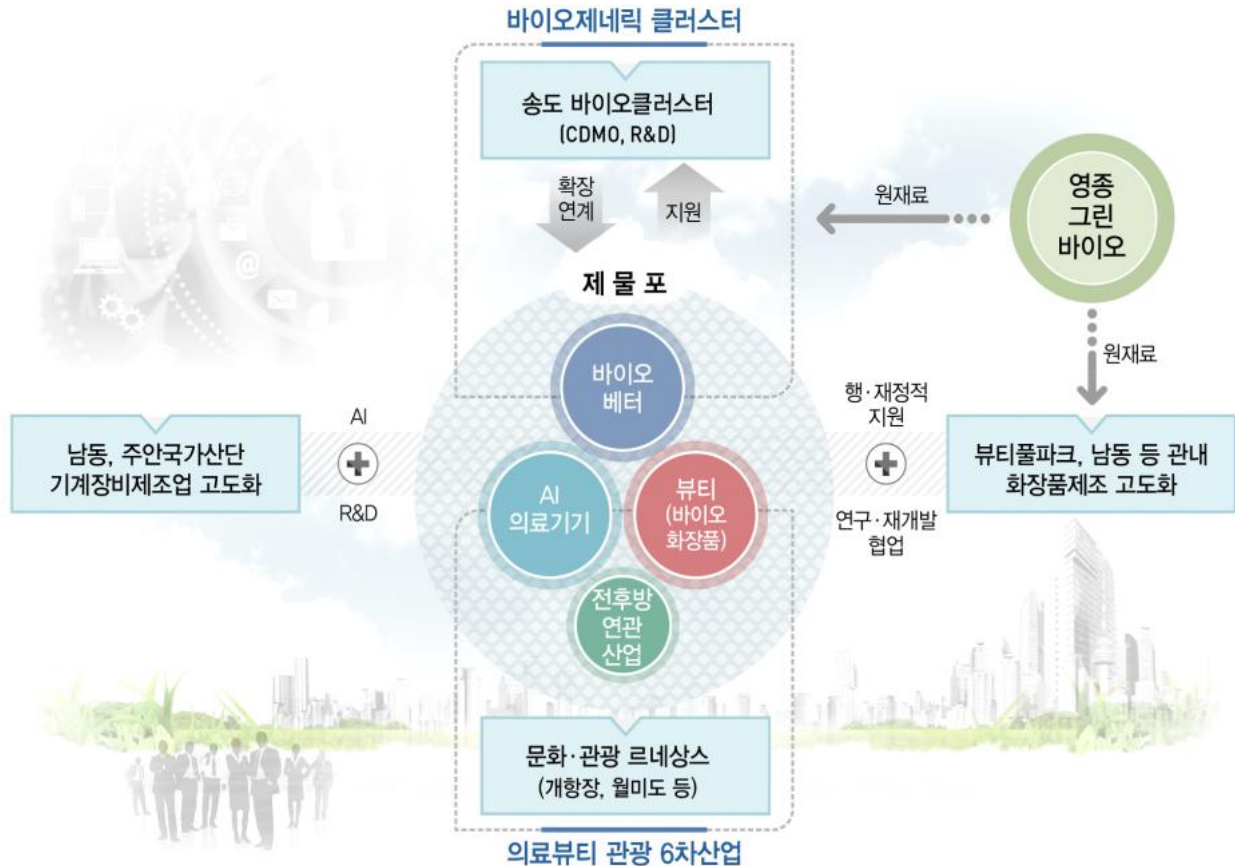 바이오제네릭 클러스터
송도 바이오클러스터
(CDMO, R&D)
확장
연계
지원
원재료
영종
그린
바이오
원재료
제물포
바이오
베터
AI
의료기기
뷰티
(바이오
화장품)
전후방
연관
산업
남동, 주안국가산단
기계장비제조업 고도화
AI
R&D
행·재정적
지원
연구·재개발
협업
뷰티풀파크, 남동 등 관내
화장품제조 고도화
문화·관광 르네상스
(개항장, 월미도 등)
의료뷰티 관광 6차산업